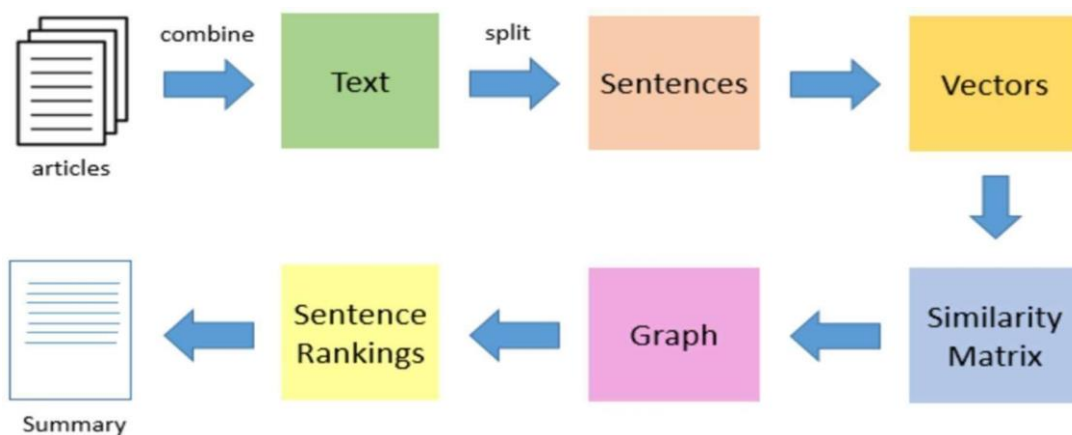 combine
split
Text
Sentences
Vectors
articles
Similarity
Matrix
Graph
Sentence
Rankings
Summary